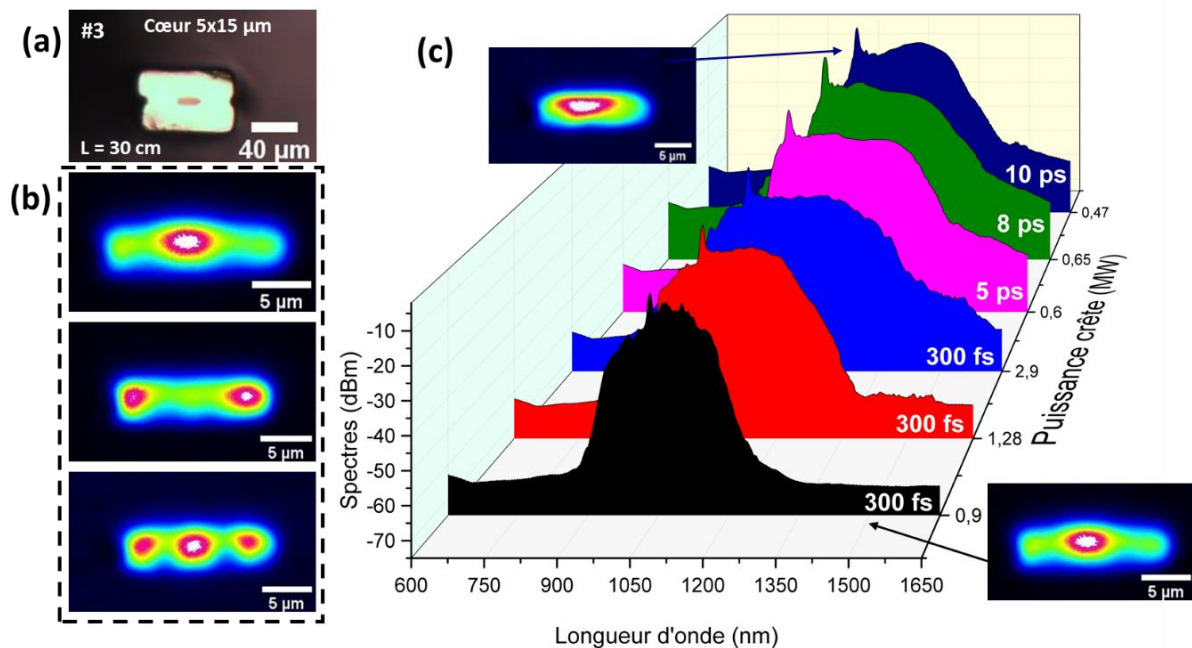 (a)
#3
Cœur 5x15 µm
L = 30 cm
40 µm
(b)
5 µm
5 µm
5 µm
(c)
5 µm
10 ps
8 ps
5 ps
300 fs
300 fs
300 fs
0,47
0,65
0,6
2,9
1,28
0,9
Puissance crête (MW)
Spectres (dBm)
-10
-20
-30
-40
-50
-60
-70
600
750
900
1050
1200
1350
1500
1650
Longueur d'onde (nm)
5 µm